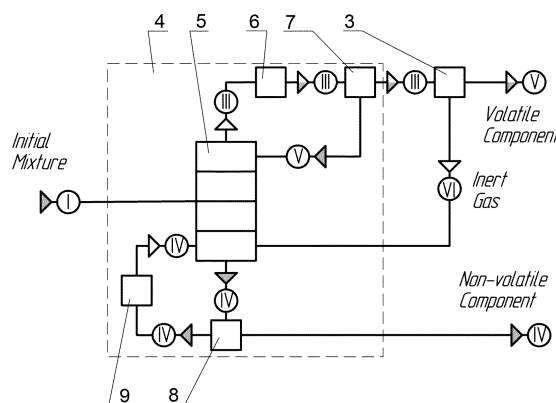 4
5
6
7
3
III
III
III
V
Volatile
Component
V
Initial
Mixture
I
VI
Inert
Gas
IV
IV
Non-volatile
Component
IV
IV
9
8